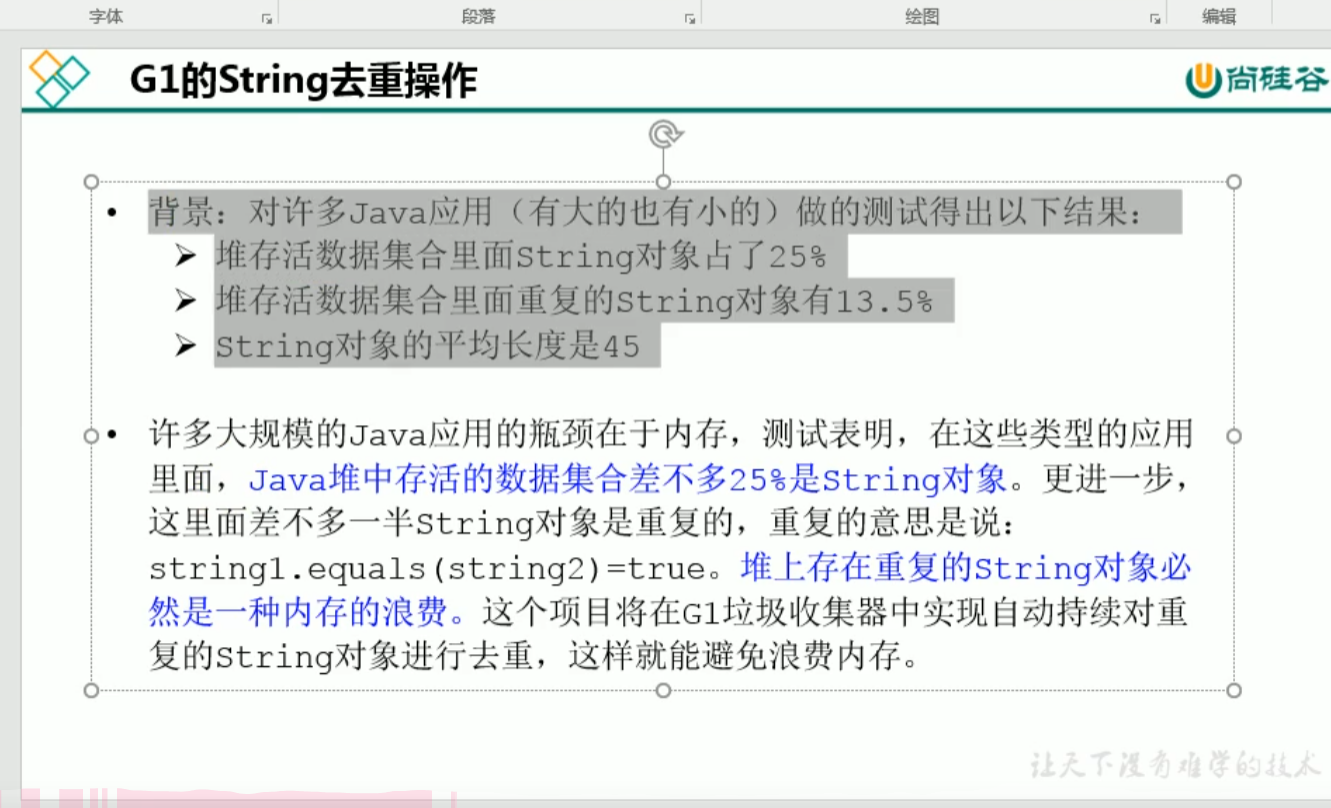 字体 段落 绘图 编辑
G1的String去重操作
尚硅谷
• 背景：对许多Java应用（有大的也有小的）做的测试得出以下结果：
➢ 堆存活数据集合里面String对象占了25%
➢ 堆存活数据集合里面重复的String对象有13.5%
➢ String对象的平均长度是45
• 许多大规模的Java应用的瓶颈在于内存，测试表明，在这些类型的应用
里面，Java堆中存活的数据集合差不多25%是String对象。更进一步，
这里面差不多一半String对象是重复的，重复的意思是说：
string1.equals(string2)=true。堆上存在重复的String对象必
然是一种内存的浪费。这个项目将在G1垃圾收集器中实现自动持续对重
复的String对象进行去重，这样就能避免浪费内存。
让天下没有难学的技术